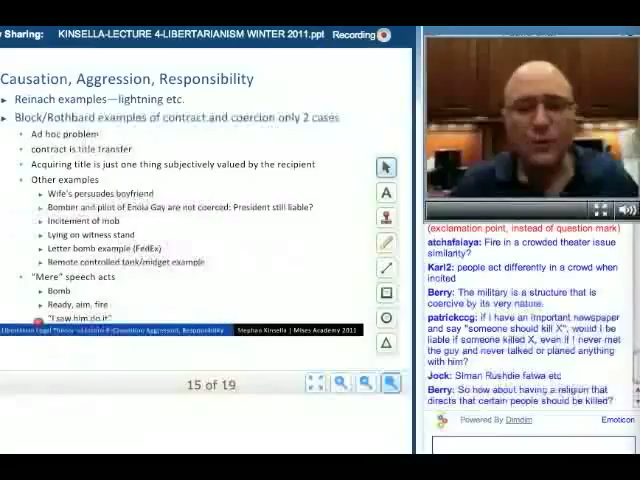 Sharing:
KINSELLA-LECTURE 4-LIBERTARIANISM WINTER 2011.ppt
Recording
Causation, Aggression, Responsibility
Reinach examples—lightning etc.
Block/Rothbard examples of contract and coercion only 2 cases
Ad hoc problem
contract is title transfer
Acquiring title is just one thing subjectively valued by the recipient
Other examples
Wife's persuades boyfriend
Bomber and pilot of Enola Gay are not coerced: President still liable?
Incitement of mob
Lying on witness stand
Letter bomb example (FedEx)
Remote controlled tank/midget example
"Mere" speech acts
Bomb
Ready, aim, fire
"I saw him do it"
Causation, Aggression, Responsibility
Stephan Kinsella | Mises Academy 2011
15 of 19
A
(exclamation point, instead of question mark)
atchafslaya: Fire in a crowded theater issue
similarity?
Karl2: people act differently in a crowd when
incited
Berry: The military is a structure that is
coercive by its very nature.
patrickccg: if i have an important newspaper
and say "someone should kill X", would i be
liable if someone killed X, even if I never met
the guy and never talked or planed anything
with him?
Jock: Slman Rushdie fatwa etc
Berry: So how about having a religion that
directs that certain people should be killed?
Powered By Dimdim
Emoticon